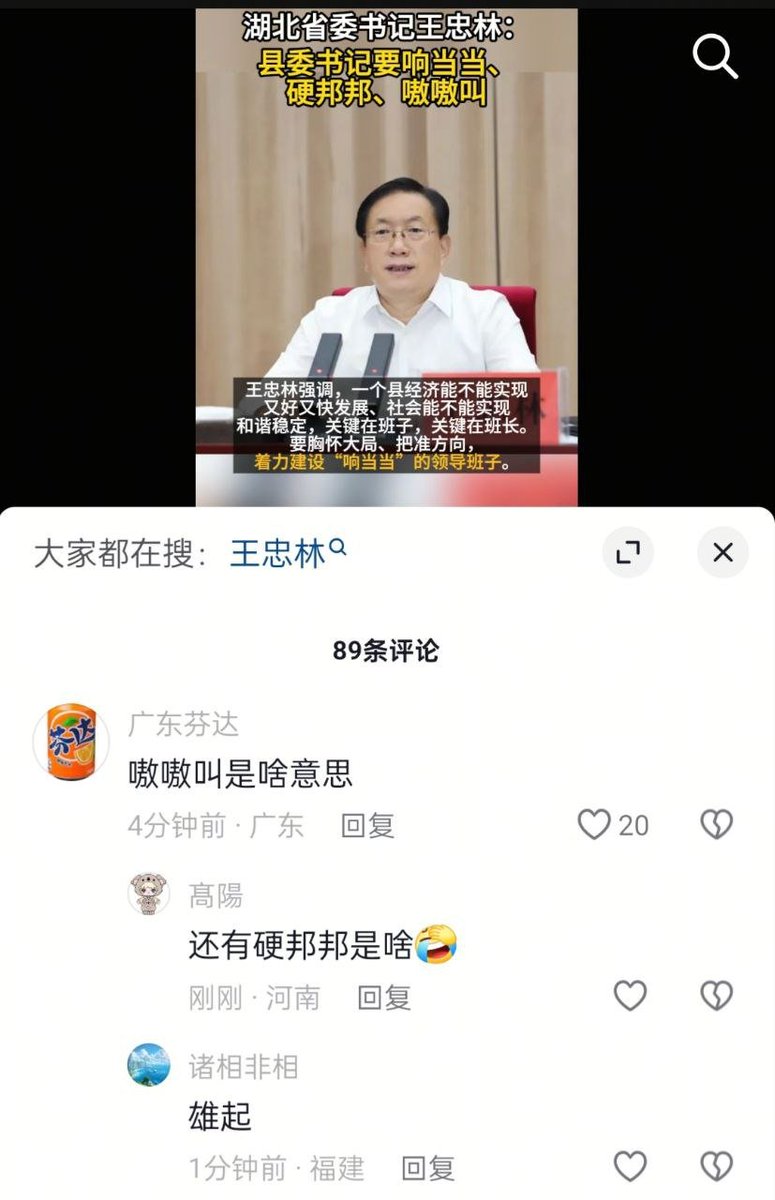 湖北省委书记王忠林：
县委书记要响当当、
硬邦邦、嗷嗷叫
林
王忠林强调，一个县经济能不能实现
又好又快发展、社会能不能实现
和谐稳定，关键在班子，关键在班长。
要胸怀大局、把准方向，
着力建设“响当当”的领导班子。
大家都在搜：王忠林
89条评论
芬达
广东芬达
嗷嗷叫是啥意思
4分钟前 · 广东 回复 20
髙陽
还有硬邦邦是啥🤣
刚刚 · 河南 回复
诸相非相
雄起
1分钟前 · 福建 回复